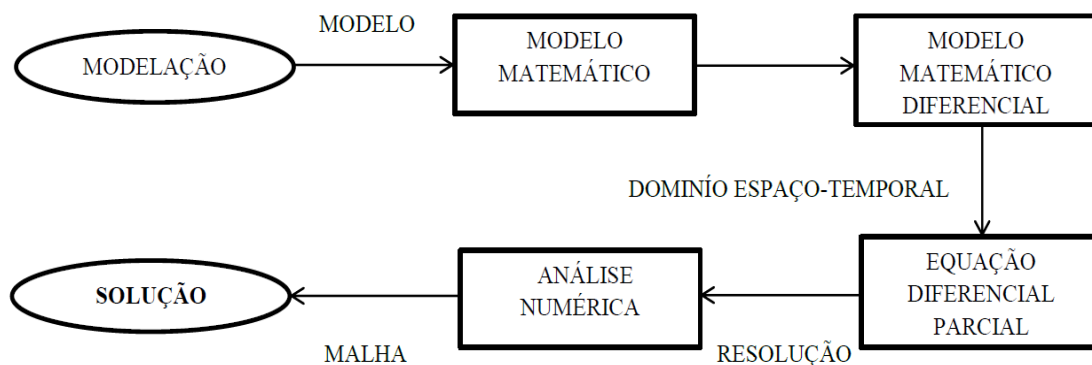 MODELO
MODELAÇÃO
MODELO
MATEMÁTICO
MODELO
MATEMÁTICO
DIFERENCIAL
DOMINÍO ESPAÇO-TEMPORAL
EQUAÇÃO
DIFERENCIAL
PARCIAL
RESOLUÇÃO
ANÁLISE
NUMÉRICA
MALHA
SOLUÇÃO